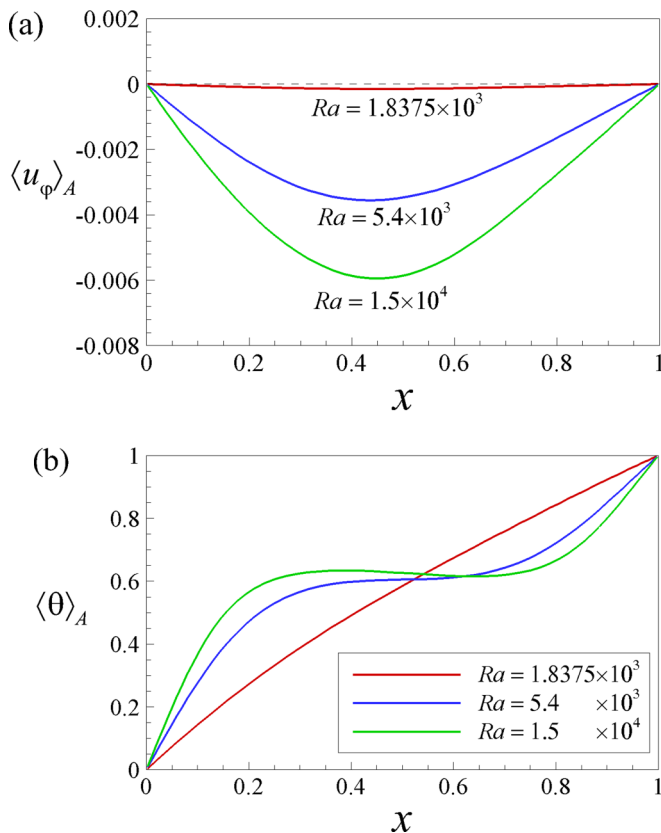 (a)
0.002
0
-0.002
-0.004
-0.006
-0.008
⟨uφ⟩A
Ra = 1.8375×10³
Ra = 5.4×10³
Ra = 1.5×10⁴
0 0.2 0.4 0.6 0.8 1
x
(b)
1
0.8
0.6
0.4
0.2
0
⟨θ⟩A
Ra = 1.8375×10³
Ra = 5.4 ×10³
Ra = 1.5 ×10⁴
0 0.2 0.4 0.6 0.8 1
x